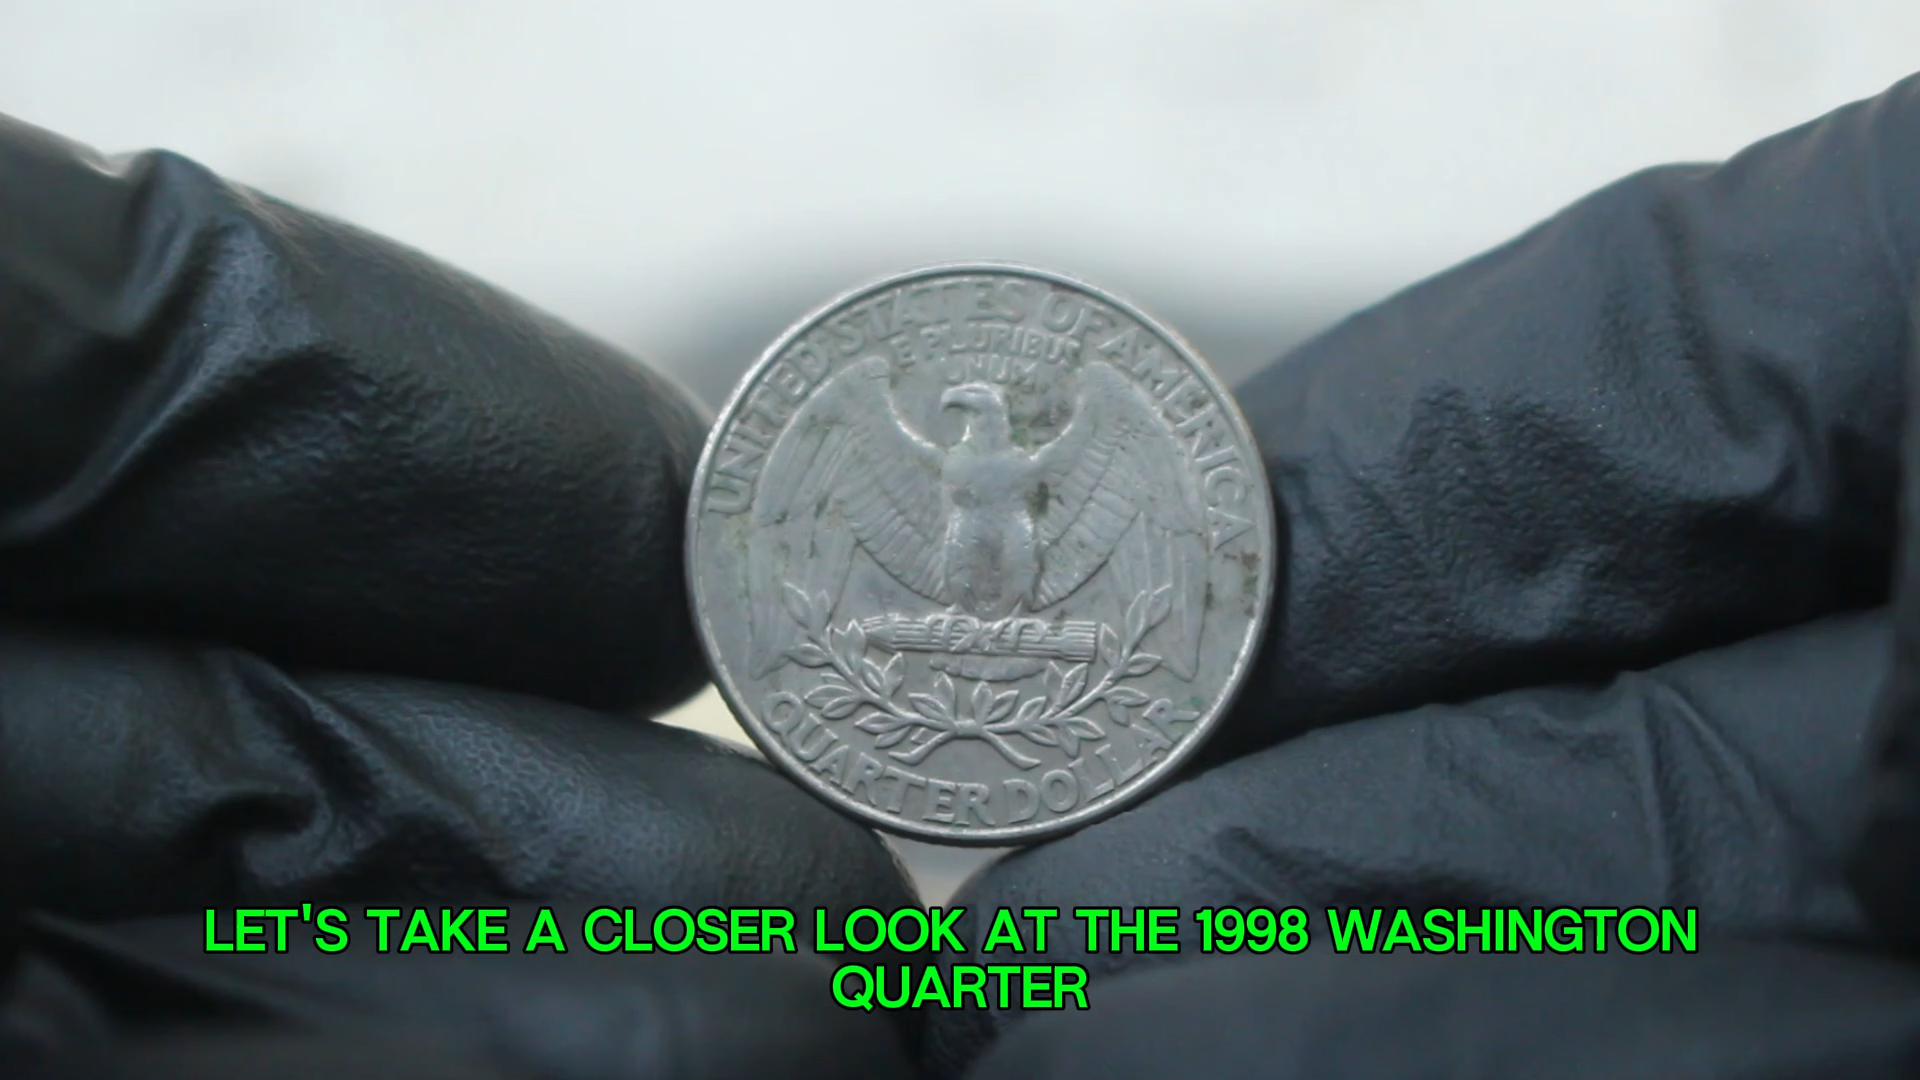 UNITED STATES OF AMERICA
E PLURIBUS
UNUM
QUARTER DOLLAR
LET'S TAKE A CLOSER LOOK AT THE 1998 WASHINGTON
QUARTER